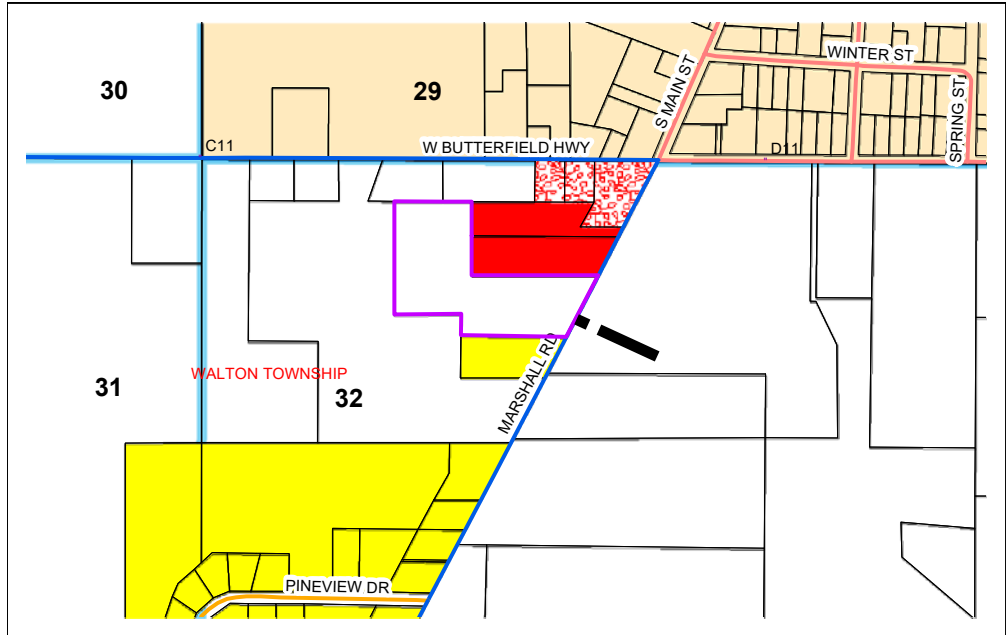 WINTER ST
30
29
S MAIN ST
SPRING ST
C11
W BUTTERFIELD HWY
D11
WALTON TOWNSHIP
31
32
MARSHALL RD
PINEVIEW DR